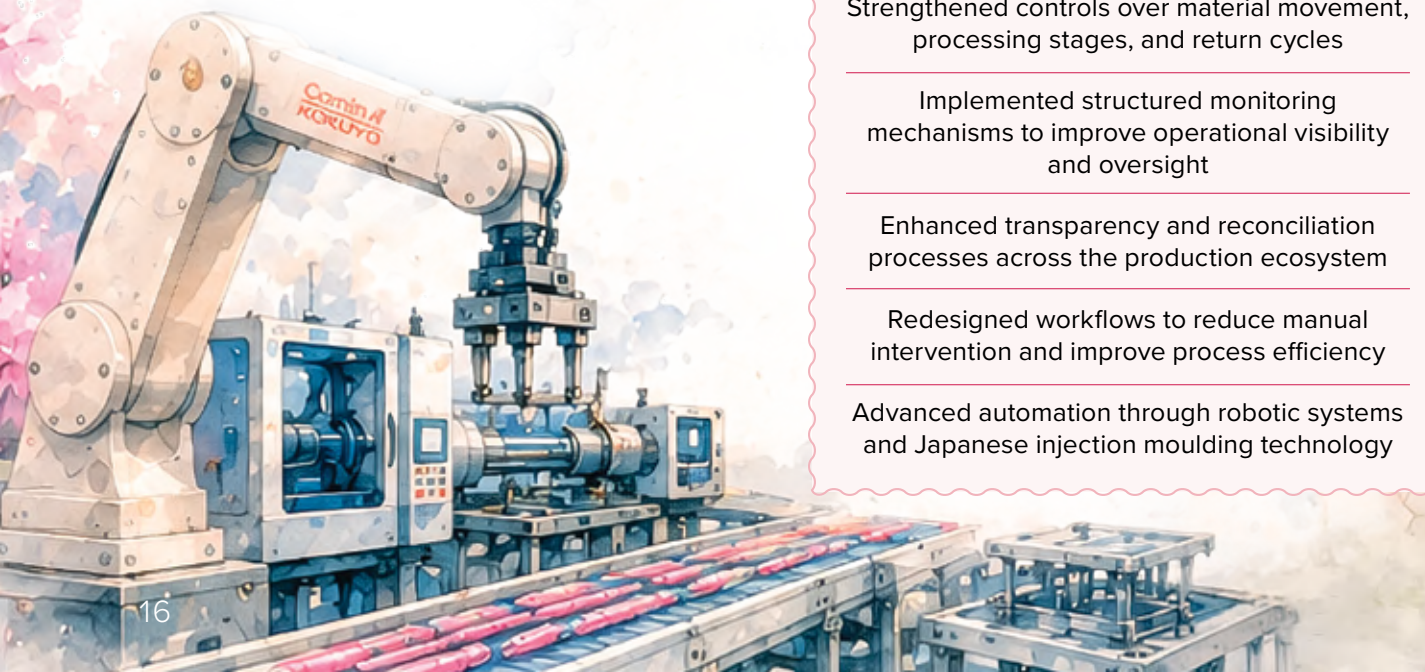 Strengthened controls over material movement,
processing stages, and return cycles
Implemented structured monitoring
mechanisms to improve operational visibility
and oversight
Enhanced transparency and reconciliation
processes across the production ecosystem
Redesigned workflows to reduce manual
intervention and improve process efficiency
Advanced automation through robotic systems
and Japanese injection moulding technology
Camlin
KOKUYO
16